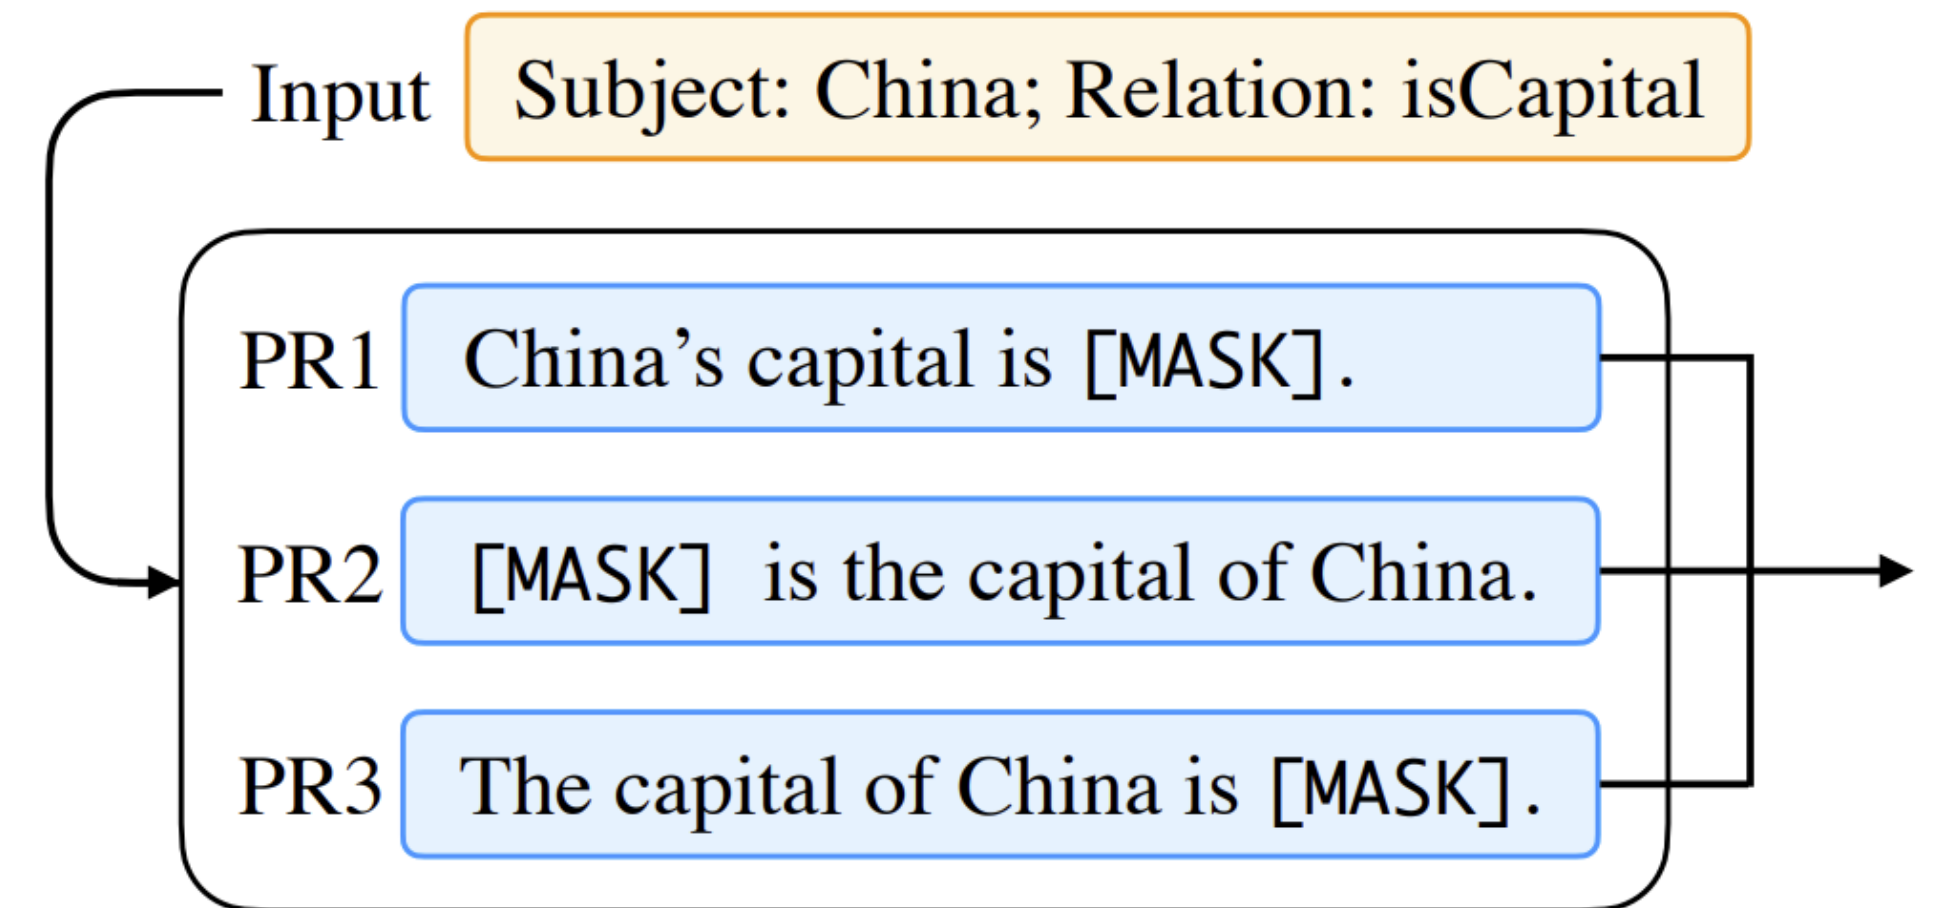 Input Subject: China; Relation: isCapital
PR1 China’s capital is [MASK].
PR2 [MASK] is the capital of China.
PR3 The capital of China is [MASK].